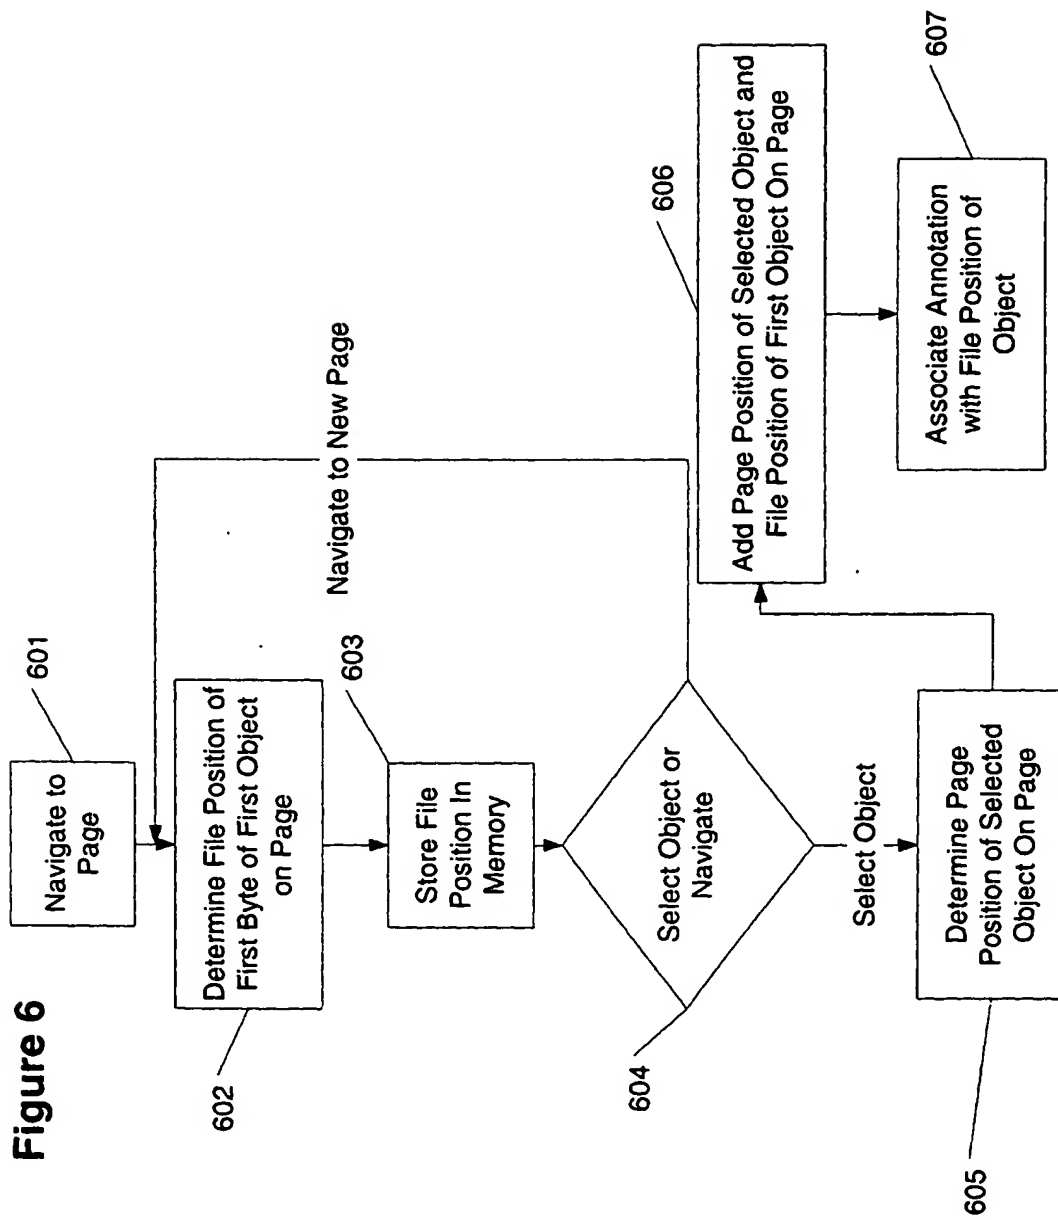 Figure 6
601
Navigate to
Page
602
Determine File Position of
First Byte of First Object
on Page
603
Store File
Position In
Memory
Navigate to New Page
604
Select Object or
Navigate
Select Object
605
Determine Page
Position of Selected
Object On Page
606
Add Page Position of Selected Object and
File Position of First Object On Page
607
Associate Annotation
with File Position of
Object